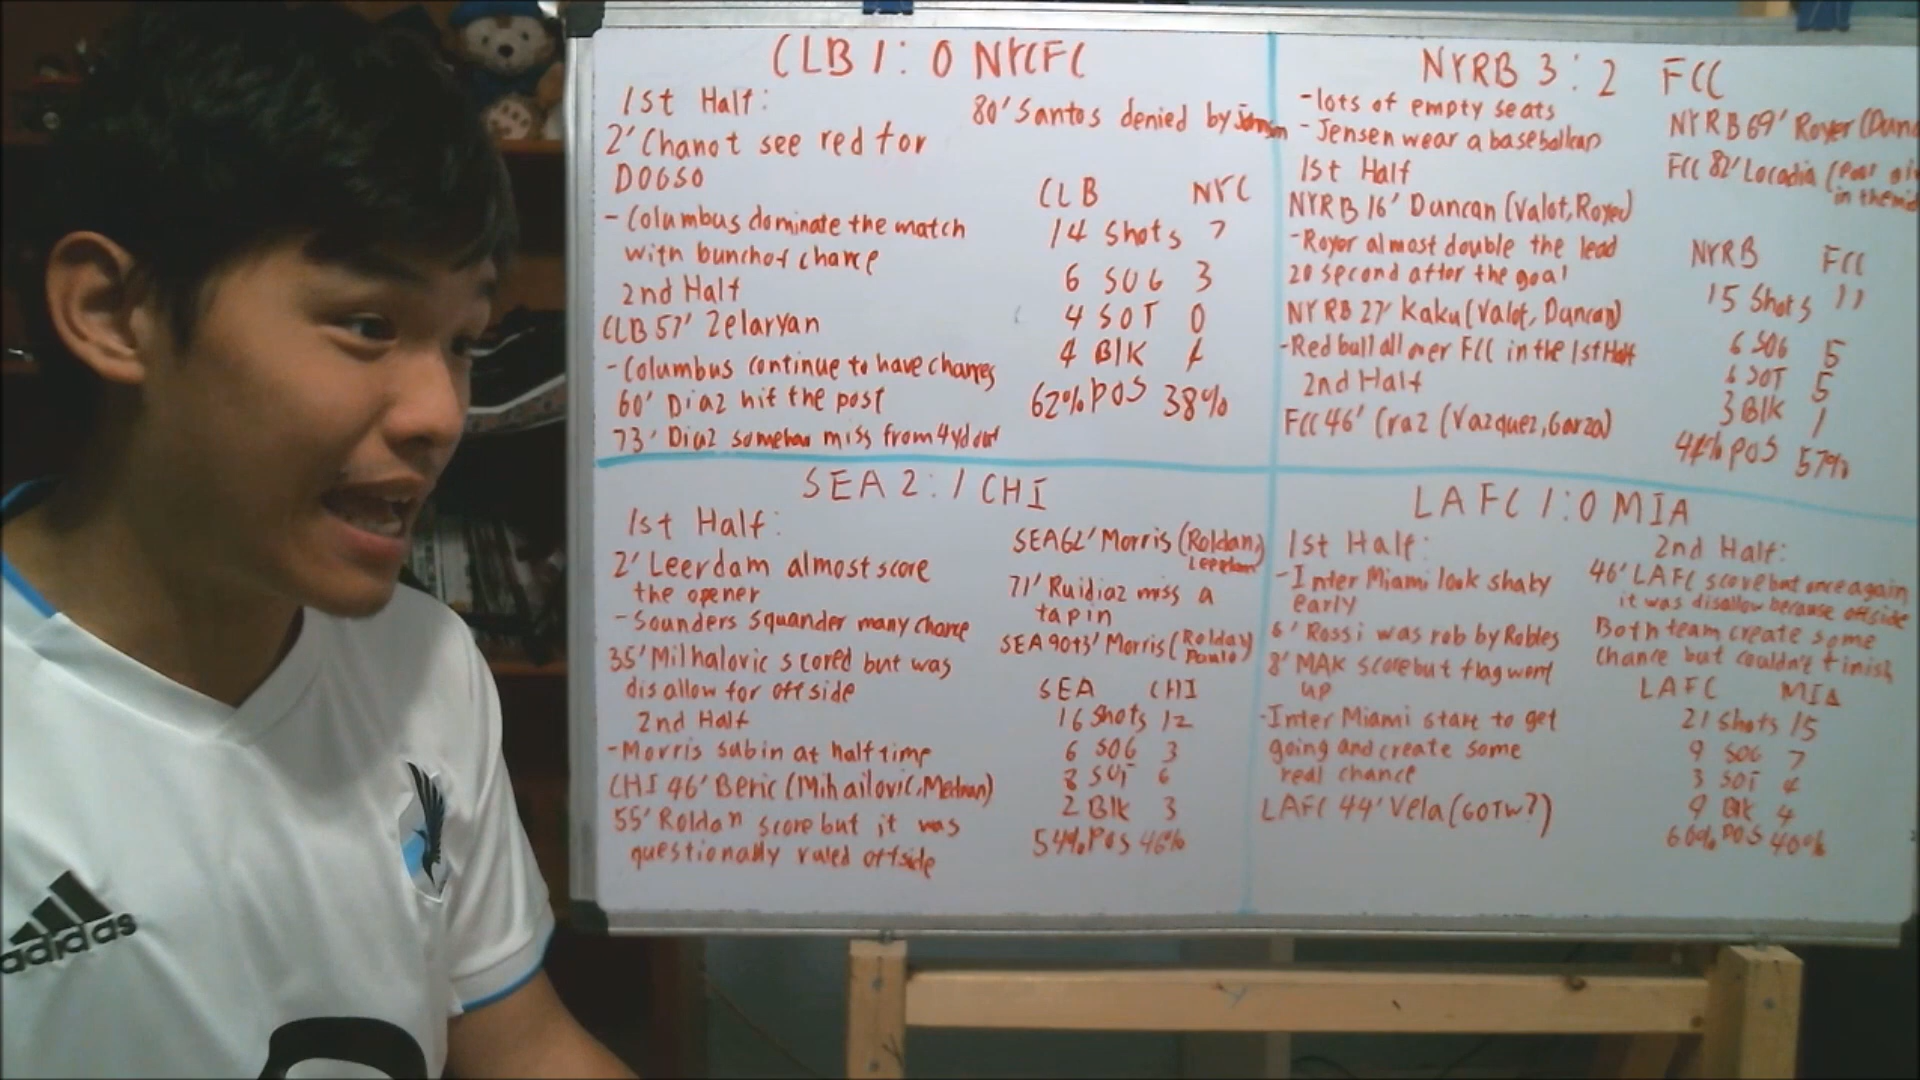 CLB 1:0 NYCFC
1st Half:
2' Chanot see red for
DOGSO
- Columbus dominate the match
with bunch of chance
2nd Half
CLB 57' Zelaryan
- Columbus continue to have chances
60' Diaz hit the post
73' Diaz somehow miss from 4yd out
80' Santos denied by
CLB NYC
14 Shots 7
6 SOG 3
4 SOT 0
4 Blk 4
62% POS 38%
NYRB 3:2 FCC
- lots of empty seats
- Jensen wear a baseball cap
1st Half
NYRB 16' Duncan (Valot, Royer)
- Royer almost double the lead
20 second after the goal
NYRB 27' Kaku (Valot, Duncan)
- Red bull all over FCC in the 1st Half
2nd Half
FCC 46' Cruz (Vazquez, Garza)
NYRB 69' Royer (Dun
FCC 82' Locadia (
in the mid
NYRB FCC
15 Shots 11
6 SOG 5
6 SOT 5
3 Blk 1
POS 57%
SEA 2:1 CHI
1st Half:
2' Leerdam almost score
the opener
- Sounders squander many chance
35' Milhalovic scored but was
disallow for offside
2nd Half
- Morris sub in at half time
CHI 46' Beric (Mihailovic, Medran)
55' Roldan score but it was
questionally ruled offside
SEA 62' Morris (Roldan,
Leerdam
71' Ruidiaz miss a
tap in
SEA 90+3' Morris (Roldan
Paulo)
SEA CHI
16 Shots 12
6 SOG 3
8 SOT 6
2 Blk 3
54% POS 46%
LAFC 1:0 MIA
1st Half:
- Inter Miami look shaky
early
6' Rossi was rob by Robles
8' MAK score but flag went
up
- Inter Miami start to get
going and create some
real chance
LAFC 44' Vela (GOTW?)
2nd Half:
46' LAFC score but once again
it was disallow because offside
Both team create some
chance but couldn't finish
LAFC MIA
21 Shots 15
9 SOG 7
3 SOT 4
9 Blk 4
60% POS 40%
adidas